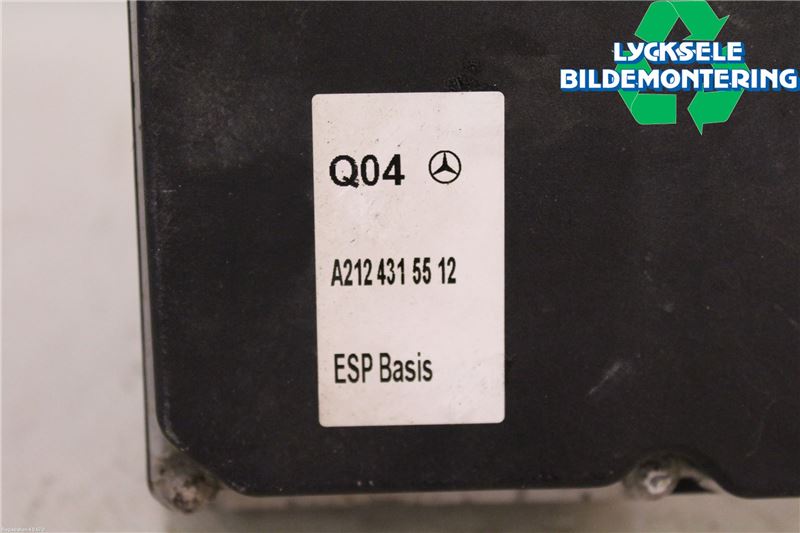 LYCKSELE
BILDEMONTERING
Q04
A212 431 55 12
ESP Basis